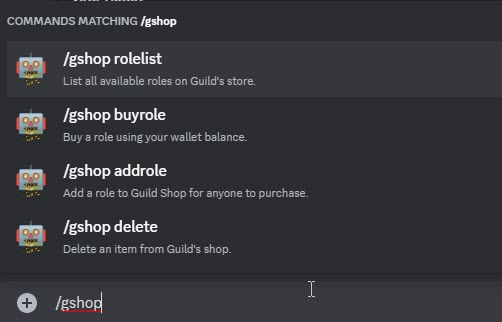 COMMANDS MATCHING /gshop
/gshop rolelist
List all available roles on Guild's store.
/gshop buyrole
Buy a role using your wallet balance.
/gshop addrole
Add a role to Guild Shop for anyone to purchase.
/gshop delete
Delete an item from Guild's shop.
/gshop